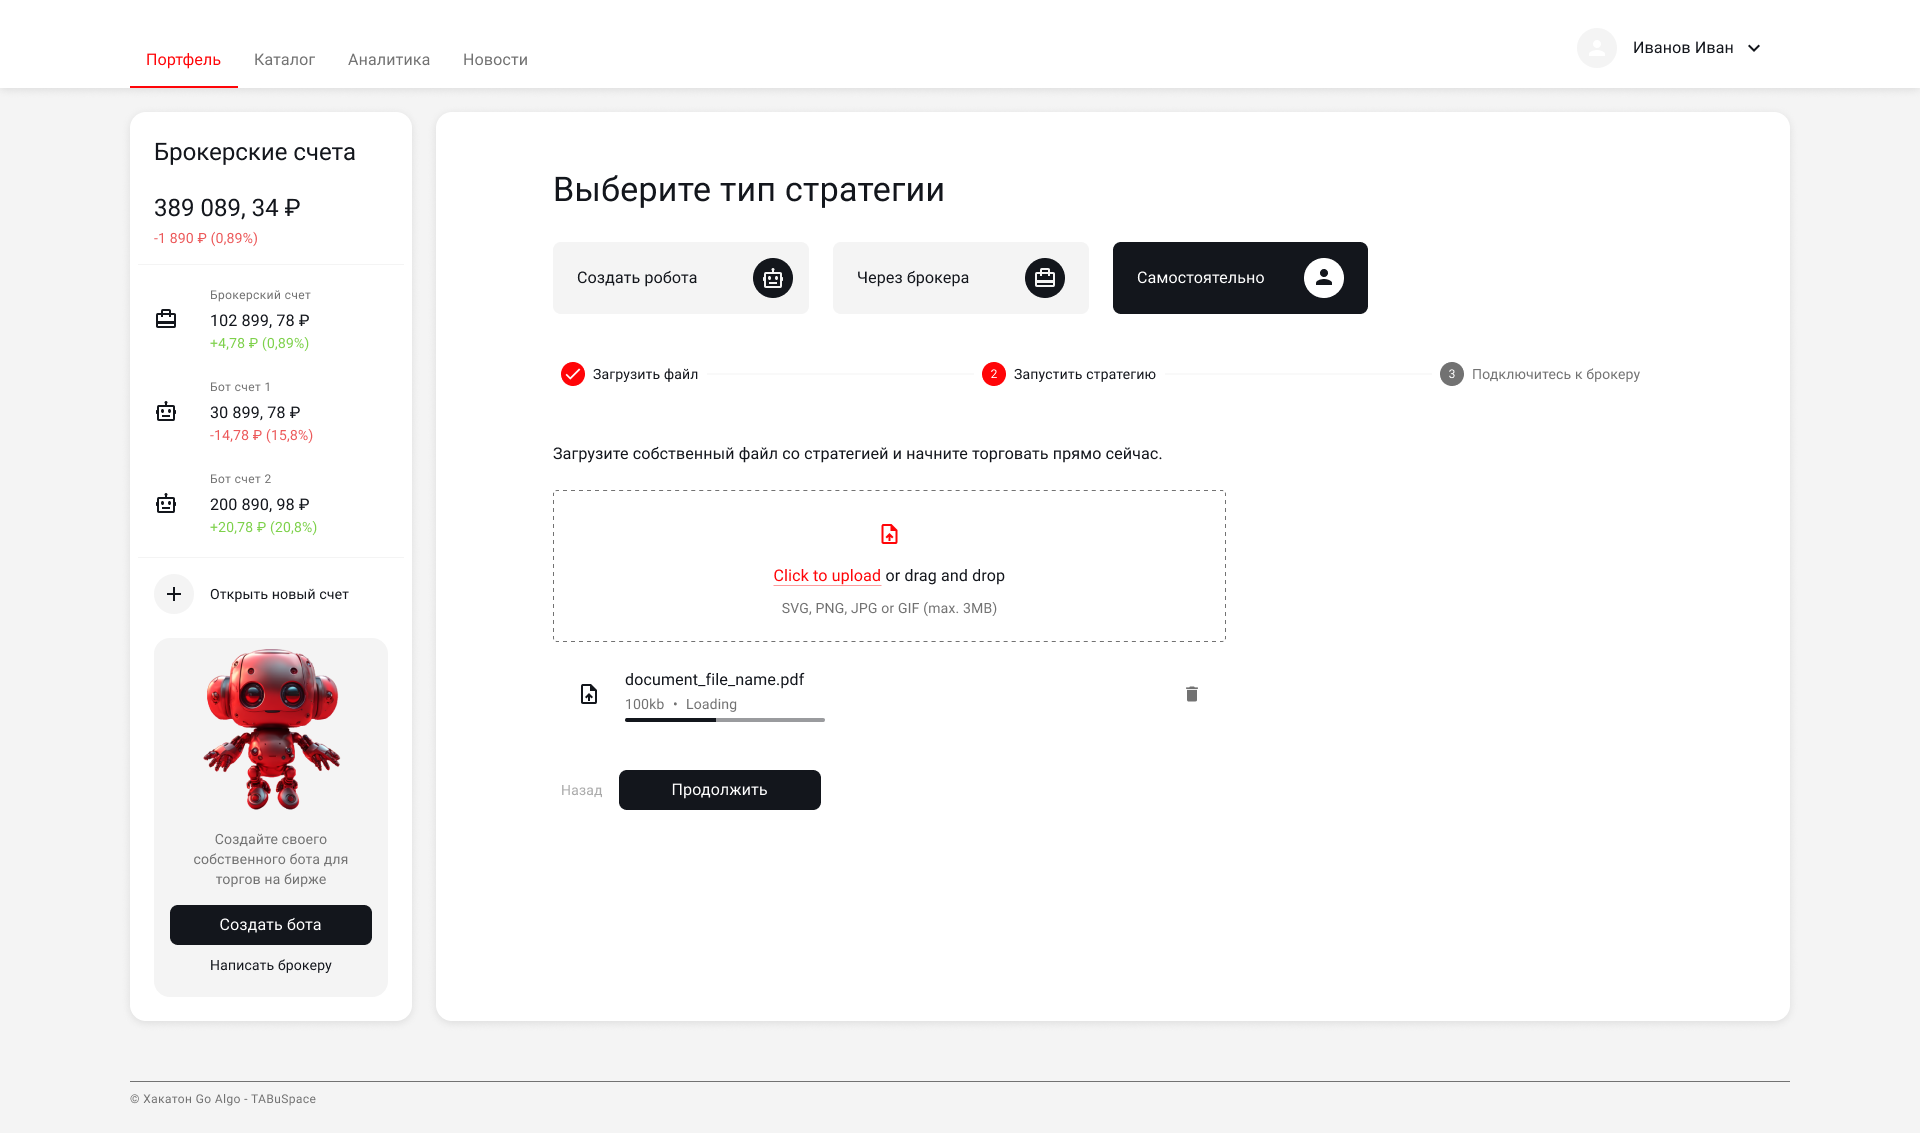 Портфель
Каталог
Аналитика
Новости
Иванов Иван
Брокерские счета
389 089, 34 ₽
-1 890 ₽ (0,89%)
Брокерский счет
102 899, 78 ₽
+4,78 ₽ (0,89%)
Бот счет 1
30 899, 78 ₽
-14,78 ₽ (15,8%)
Бот счет 2
200 890, 98 ₽
+20,78 ₽ (20,8%)
Открыть новый счет
Создайте своего
собственного бота для
торгов на бирже
Создать бота
Написать брокеру
Выберите тип стратегии
Создать робота
Через брокера
Самостоятельно
Загрузить файл
2 Запустить стратегию
3 Подключитесь к брокеру
Загрузите собственный файл со стратегией и начните торговать прямо сейчас.
Click to upload or drag and drop
SVG, PNG, JPG or GIF (max. 3MB)
document_file_name.pdf
100kb • Loading
Назад
Продолжить
© Хакатон Go Algo - TABuSpace